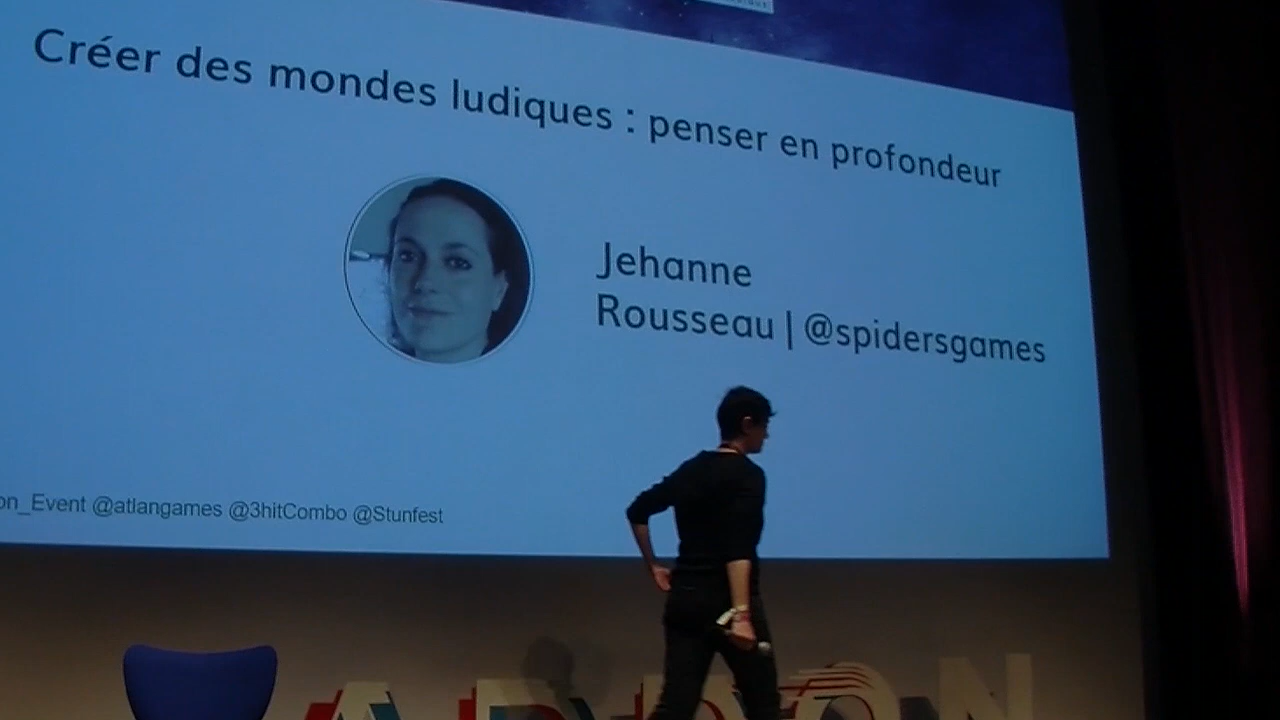 Créer des mondes ludiques : penser en profondeur
Jehanne
Rousseau | @spidersgames
on_Event @atlangames @3hitCombo @Stunfest